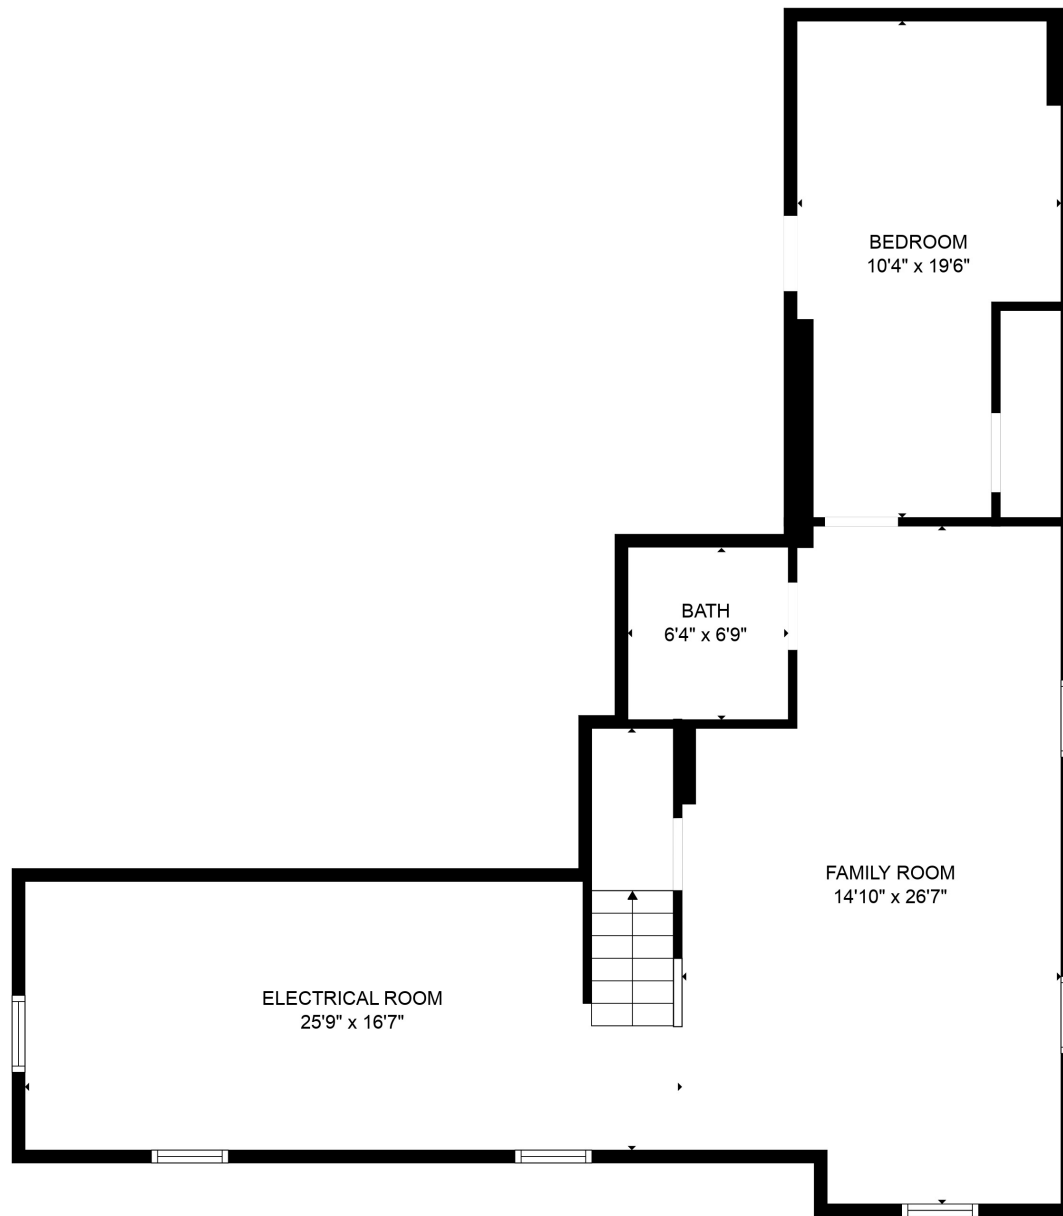 BEDROOM
10'4" x 19'6"
BATH
6'4" x 6'9"
FAMILY ROOM
14'10" x 26'7"
ELECTRICAL ROOM
25'9" x 16'7"